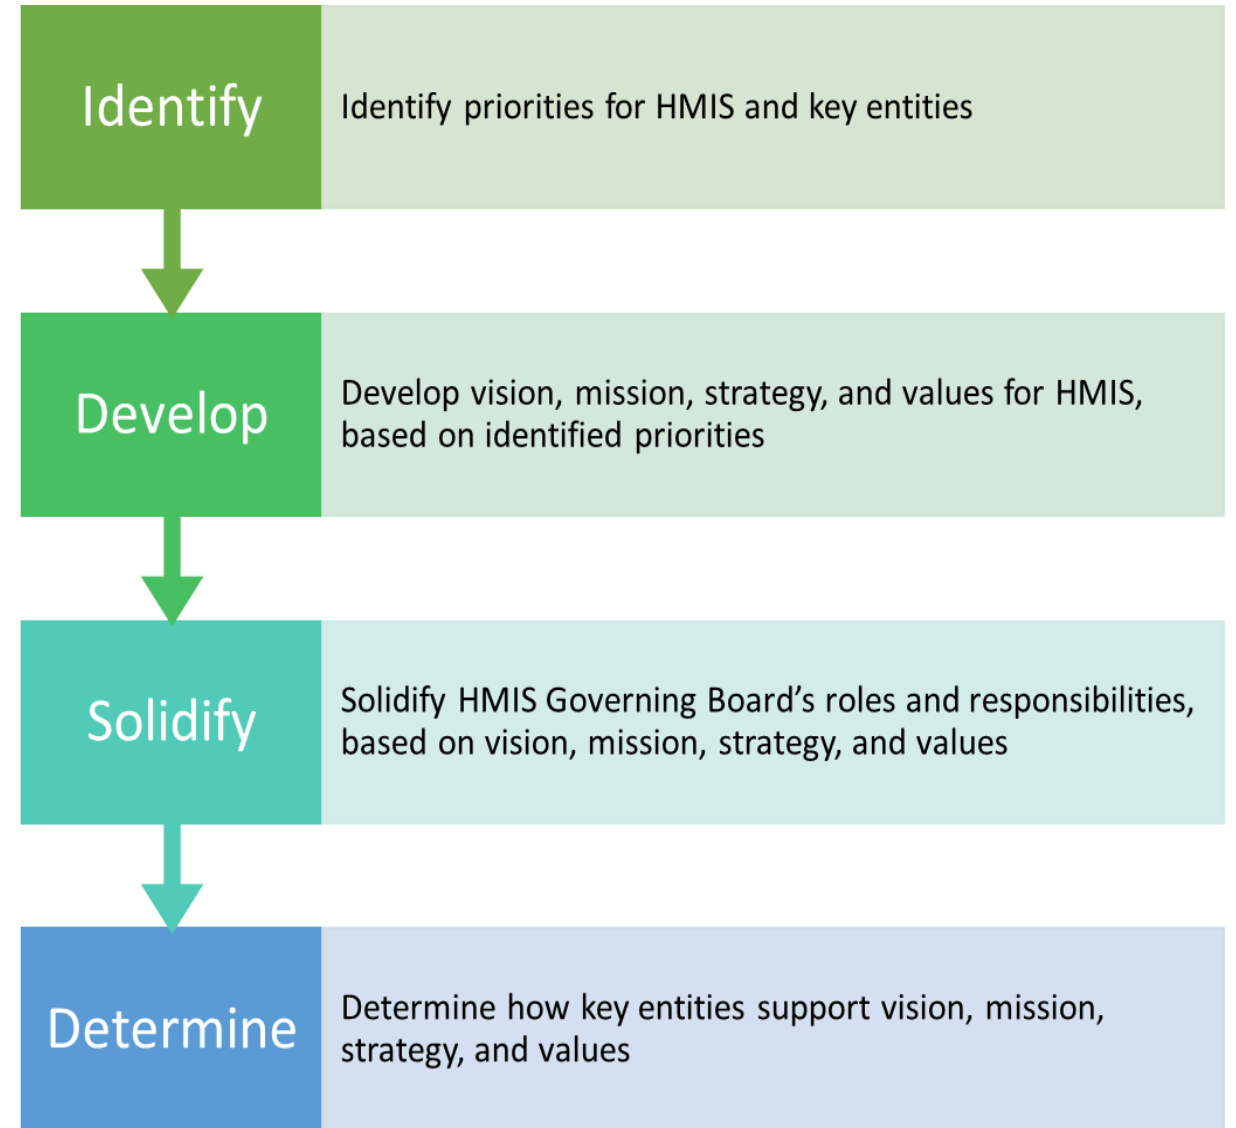 Identify
Identify priorities for HMIS and key entities
Develop
Develop vision, mission, strategy, and values for HMIS,
based on identified priorities
Solidify
Solidify HMIS Governing Board’s roles and responsibilities,
based on vision, mission, strategy, and values
Determine
Determine how key entities support vision, mission,
strategy, and values